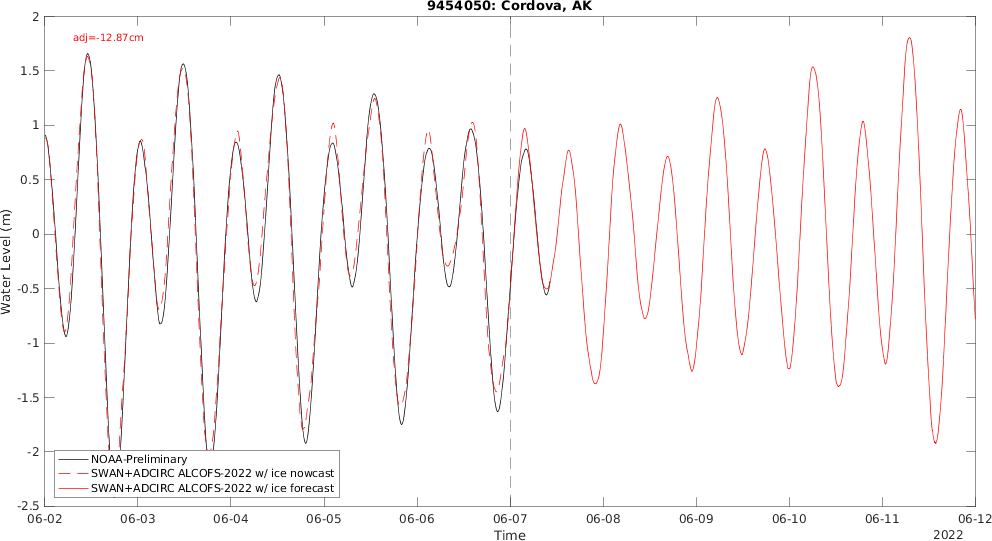 9454050: Cordova, AK
adj=-12.87cm
Water Level (m)
2
1.5
1
0.5
0
-0.5
-1
-1.5
-2
-2.5
NOAA-Preliminary
SWAN+ADCIRC ALCOFS-2022 w/ ice nowcast
SWAN+ADCIRC ALCOFS-2022 w/ ice forecast
06-02 06-03 06-04 06-05 06-06 06-07 06-08 06-09 06-10 06-11 06-12
Time
2022